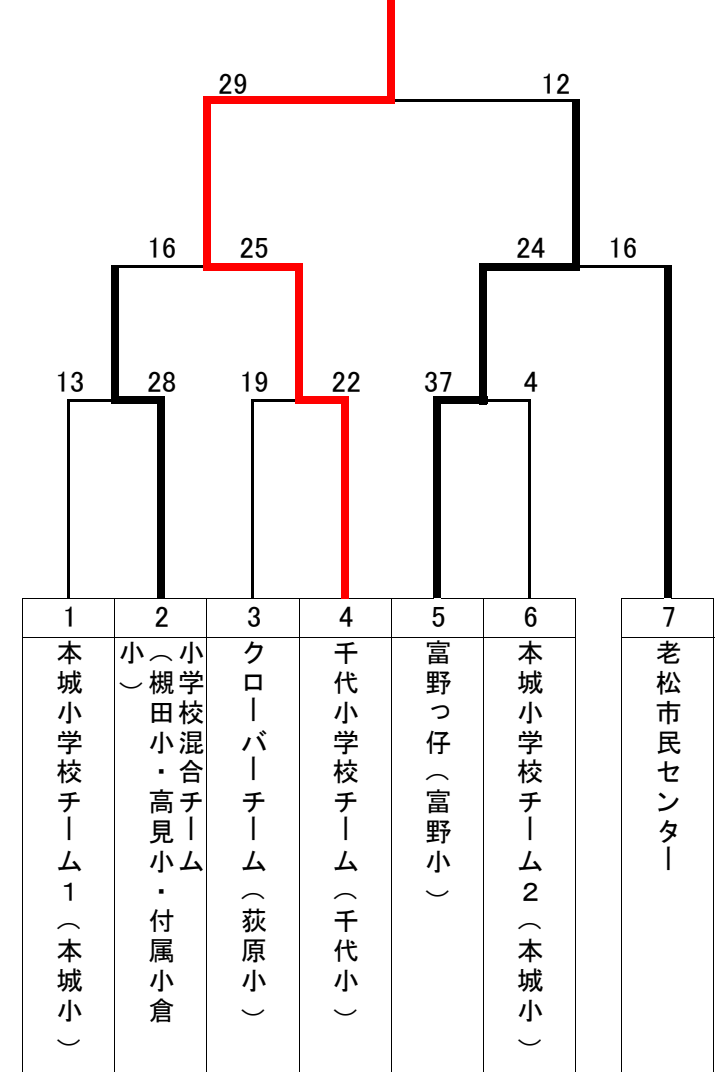 29
12
16
25
24
16
13
28
19
22
37
4
1
2
3
4
5
6
7
本城小学校チーム１（本城小）
小学校混合チーム
（槻田小・高見小・付属小倉
小）
クローバーチーム（荻原小）
千代小学校チーム（千代小）
富野っ仔（富野小）
本城小学校チーム２（本城小）
老松市民センター